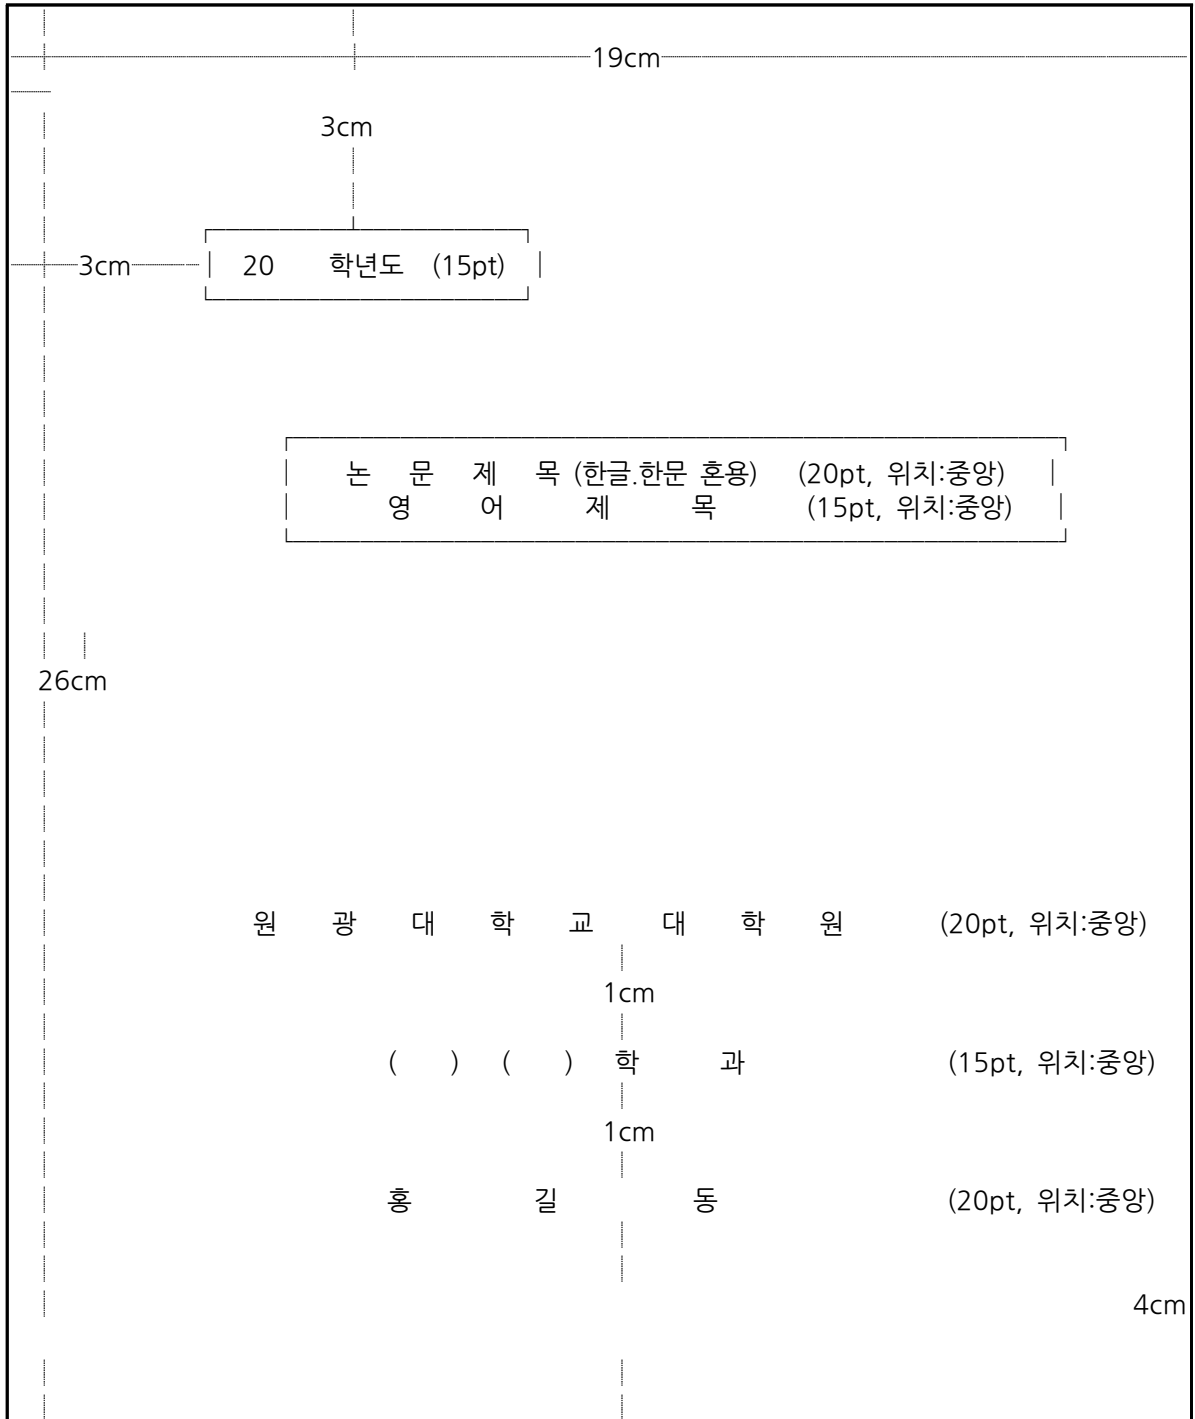 19cm
3cm
3cm
20 학년도 (15pt)
논 문 제 목 (한글.한문 혼용) (20pt, 위치:중앙)
영 어 제 목 (15pt, 위치:중앙)
26cm
원 광 대 학 교 대 학 원 (20pt, 위치:중앙)
1cm
( ) ( ) 학 과 (15pt, 위치:중앙)
1cm
홍 길 동 (20pt, 위치:중앙)
4cm